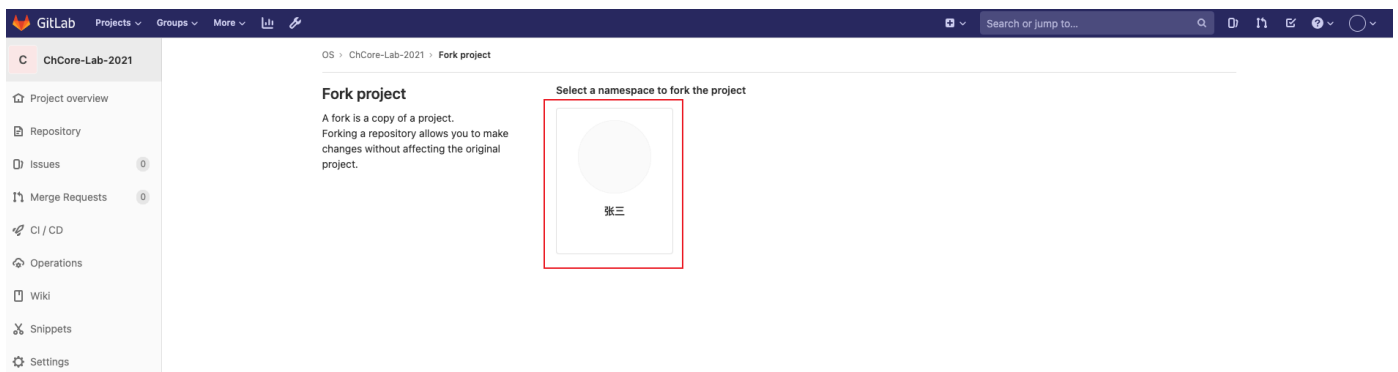 GitLab Projects Groups More Search or jump to...
C ChCore-Lab-2021
Project overview
Repository
Issues 0
Merge Requests 0
CI / CD
Operations
Wiki
Snippets
Settings
OS > ChCore-Lab-2021 > Fork project
Fork project
A fork is a copy of a project.
Forking a repository allows you to make
changes without affecting the original
project.
Select a namespace to fork the project
张三